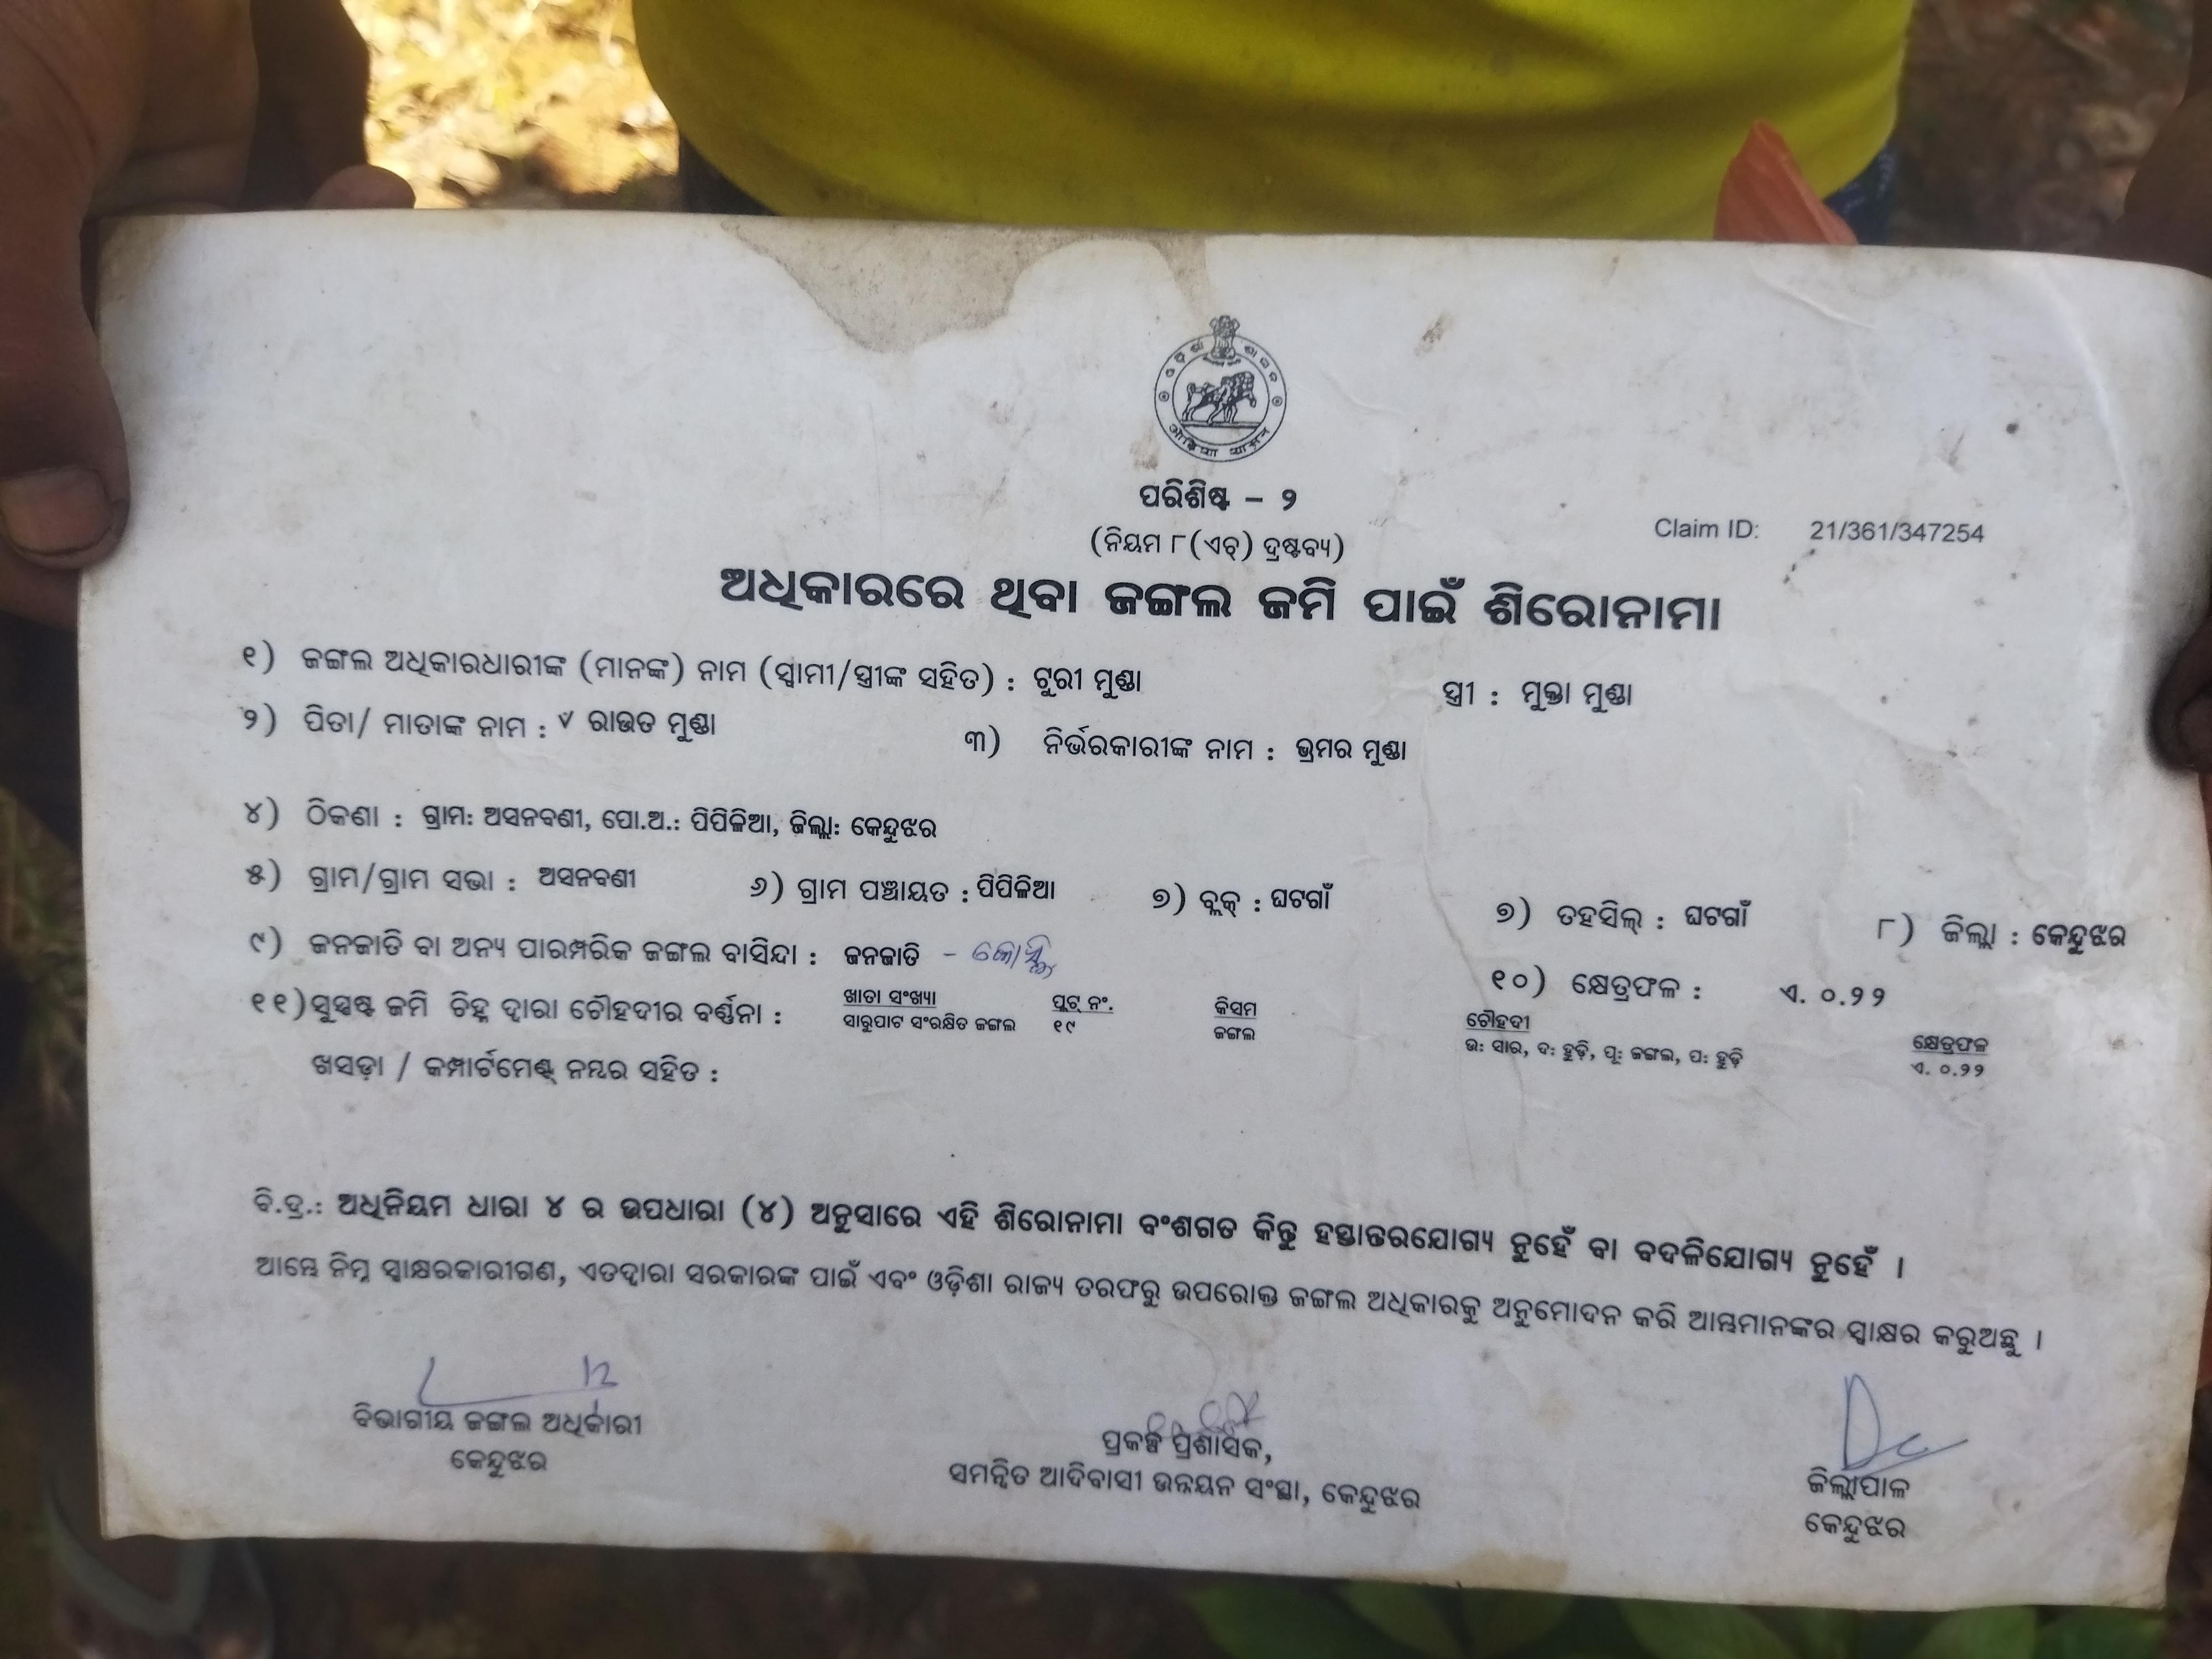 ପରିଶିଷ୍ଟ – ୨
(ନିୟମ ୮(ଏଚ୍) ଦ୍ରଷ୍ଟବ୍ୟ)
Claim ID: 21/361/347254
ଅଧିକାରରେ ଥିବା ଜଙ୍ଗଲ ଜମି ପାଇଁ ଶିରୋନାମା
୧) ଜଙ୍ଗଲ ଅଧିକାରଧାରୀଙ୍କ (ମାନଙ୍କ) ନାମ (ସ୍ୱାମୀ/ସ୍ତ୍ରୀଙ୍କ ସହିତ) : ଟୁରୀ ମୁଣ୍ଡା ସ୍ତ୍ରୀ : ମୁକ୍ତା ମୁଣ୍ଡା
୨) ପିତା/ ମାତାଙ୍କ ନାମ : ରାଉତ ମୁଣ୍ଡା ୩) ନିର୍ଭରକାରୀଙ୍କ ନାମ : ଭ୍ରମର ମୁଣ୍ଡା
୪) ଠିକଣା : ଗ୍ରାମ: ଅସନବଣୀ, ପୋ.ଅ.: ପିପିଳିଆ, ଜିଲ୍ଲା: କେନ୍ଦୁଝର
୫) ଗ୍ରାମ/ଗ୍ରାମ ସଭା : ଅସନବଣୀ ୬) ଗ୍ରାମ ପଞ୍ଚାୟତ : ପିପିଳିଆ ୭) ବ୍ଲକ୍ : ଘଟଗାଁ ୭) ତହସିଲ୍ : ଘଟଗାଁ ୮) ଜିଲ୍ଲା : କେନ୍ଦୁଝର
୯) ଜନଜାତି ବା ଅନ୍ୟ ପାରମ୍ପରିକ ଜଙ୍ଗଲ ବାସିନ୍ଦା : ଜନଜାତି – ୧୦) କ୍ଷେତ୍ରଫଳ : ଏ. ୦.୨୨
୧୧) ସୁସ୍ପଷ୍ଟ ଜମି ଚିହ୍ନ ଦ୍ୱାରା ଚୌହଦୀର ବର୍ଣ୍ଣନା : ଖାତା ସଂଖ୍ୟା ପ୍ଲଟ୍ ନଂ. କିସମ ଚୌହଦୀ କ୍ଷେତ୍ରଫଳ
ସାରୁପାଟ ସଂରକ୍ଷିତ ଜଙ୍ଗଲ ୧୯ ଜଙ୍ଗଲ ଉ: ସାର, ଦ: ହୁଡ଼ି, ପୂ: ଜଙ୍ଗଲ, ପ: ହୁଡ଼ି ଏ. ୦.୨୨
ଖସଡ଼ା / କମ୍ପାର୍ଟମେଣ୍ଟ୍ ନମ୍ବର ସହିତ :
ବି.ଦ୍ର.: ଅଧିନିୟମ ଧାରା ୪ ର ଉପଧାରା (୪) ଅନୁସାରେ ଏହି ଶିରୋନାମା ବଂଶଗତ କିନ୍ତୁ ହସ୍ତାନ୍ତରଯୋଗ୍ୟ ନୁହେଁ ବା ବଦଳିଯୋଗ୍ୟ ନୁହେଁ ।
ଆମ୍ଭେ ନିମ୍ନ ସ୍ୱାକ୍ଷରକାରୀଗଣ, ଏତଦ୍ୱାରା ସରକାରଙ୍କ ପାଇଁ ଏବଂ ଓଡ଼ିଶା ରାଜ୍ୟ ତରଫରୁ ଉପରୋକ୍ତ ଜଙ୍ଗଲ ଅଧିକାରକୁ ଅନୁମୋଦନ କରି ଆମ୍ଭମାନଙ୍କର ସ୍ୱାକ୍ଷର କରୁଅଛୁ ।
ବିଭାଗୀୟ ଜଙ୍ଗଲ ଅଧିକାରୀ
କେନ୍ଦୁଝର
ପ୍ରକଳ୍ପ ପ୍ରଶାସକ,
ସମନ୍ୱିତ ଆଦିବାସୀ ଉନ୍ନୟନ ସଂସ୍ଥା, କେନ୍ଦୁଝର
ଜିଲ୍ଲାପାଳ
କେନ୍ଦୁଝର